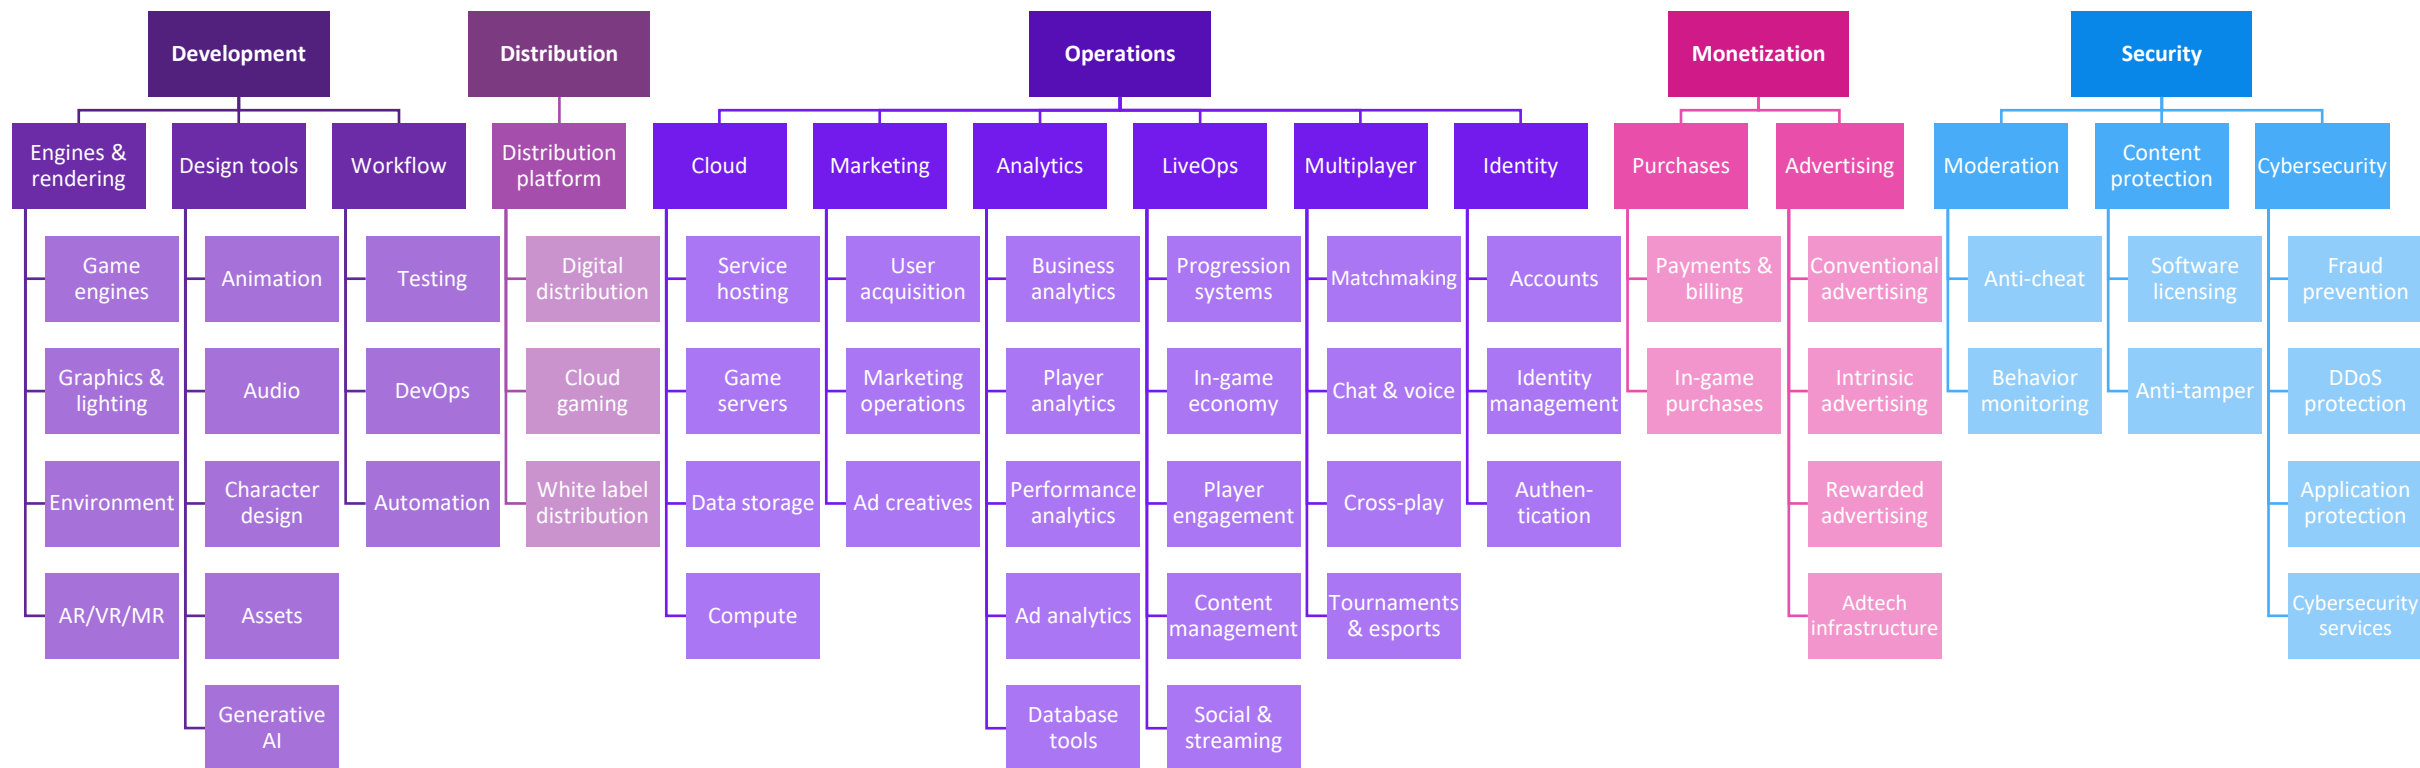 Development
Distribution
Operations
Monetization
Security
Engines &
rendering
Design tools
Workflow
Distribution
platform
Cloud
Marketing
Analytics
LiveOps
Multiplayer
Identity
Purchases
Advertising
Moderation
Content
protection
Cybersecurity
Game
engines
Animation
Testing
Digital
distribution
Service
hosting
User
acquisition
Business
analytics
Progression
systems
Matchmaking
Accounts
Payments &
billing
Conventional
advertising
Anti-cheat
Software
licensing
Fraud
prevention
Graphics &
lighting
Audio
DevOps
Cloud
gaming
Game
servers
Marketing
operations
Player
analytics
In-game
economy
Chat & voice
Identity
management
In-game
purchases
Intrinsic
advertising
Behavior
monitoring
Anti-tamper
DDoS
protection
Environment
Character
design
Automation
White label
distribution
Data storage
Ad creatives
Performance
analytics
Player
engagement
Cross-play
Authen-
tication
Rewarded
advertising
Application
protection
AR/VR/MR
Assets
Compute
Ad analytics
Content
management
Tournaments
& esports
Adtech
infrastructure
Cybersecurity
services
Generative
AI
Database
tools
Social &
streaming